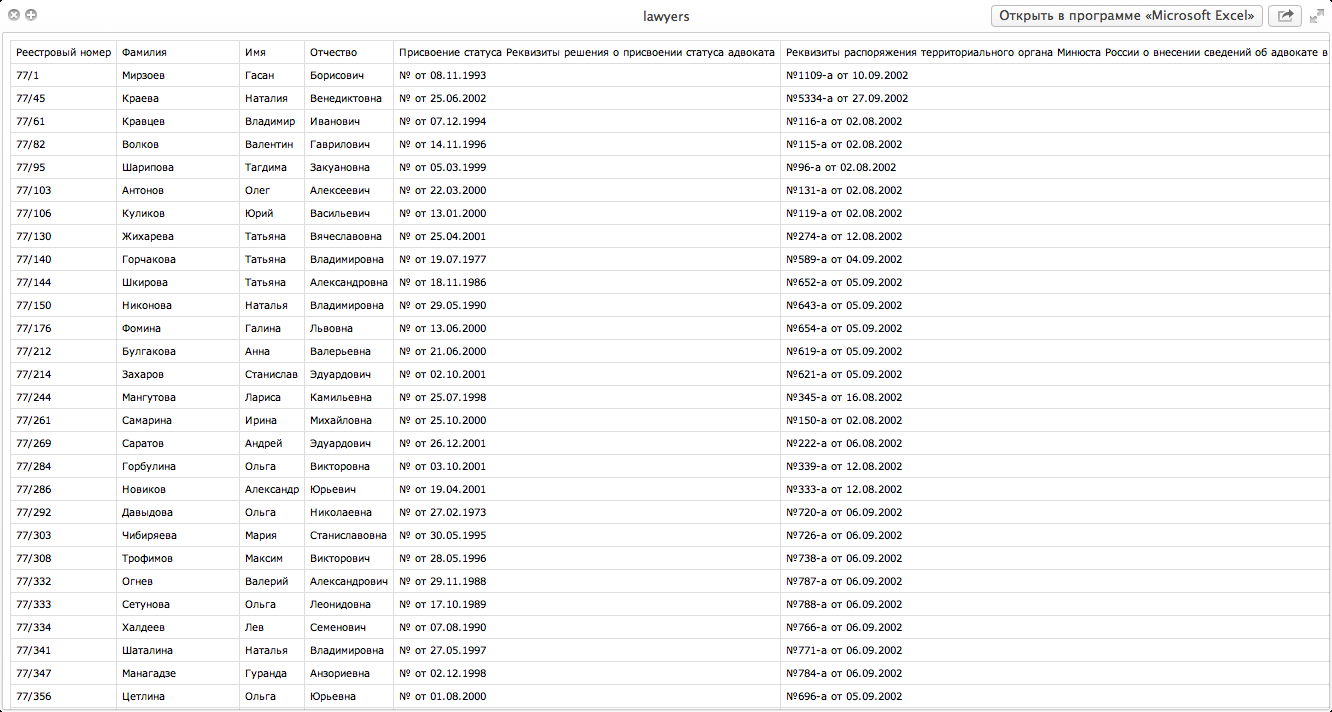 lawyers
Открыть в программе «Microsoft Excel»
Реестровый номер Фамилия Имя Отчество Присвоение статуса Реквизиты решения о присвоении статуса адвоката Реквизиты распоряжения территориального органа Минюста России о внесении сведений об адвокате в
77/1 Мирзоев Гасан Борисович № от 08.11.1993 №1109-а от 10.09.2002
77/45 Краева Наталия Венедиктовна № от 25.06.2002 №5334-а от 27.09.2002
77/61 Кравцев Владимир Иванович № от 07.12.1994 №116-а от 02.08.2002
77/82 Волков Валентин Гаврилович № от 14.11.1996 №115-а от 02.08.2002
77/95 Шарипова Тагдима Закуановна № от 05.03.1999 №96-а от 02.08.2002
77/103 Антонов Олег Алексеевич № от 22.03.2000 №131-а от 02.08.2002
77/106 Куликов Юрий Васильевич № от 13.01.2000 №119-а от 02.08.2002
77/130 Жихарева Татьяна Вячеславовна № от 25.04.2001 №274-а от 12.08.2002
77/140 Горчакова Татьяна Владимировна № от 19.07.1977 №589-а от 04.09.2002
77/144 Шкирова Татьяна Александровна № от 18.11.1986 №652-а от 05.09.2002
77/150 Никонова Наталья Владимировна № от 29.05.1990 №643-а от 05.09.2002
77/176 Фомина Галина Львовна № от 13.06.2000 №654-а от 05.09.2002
77/212 Булгакова Анна Валерьевна № от 21.06.2000 №619-а от 05.09.2002
77/214 Захаров Станислав Эдуардович № от 02.10.2001 №621-а от 05.09.2002
77/244 Мангутова Лариса Камильевна № от 25.07.1998 №345-а от 16.08.2002
77/261 Самарина Ирина Михайловна № от 25.10.2000 №150-а от 02.08.2002
77/269 Саратов Андрей Эдуардович № от 26.12.2001 №222-а от 06.08.2002
77/284 Горбулина Ольга Викторовна № от 03.10.2001 №339-а от 12.08.2002
77/286 Новиков Александр Юрьевич № от 19.04.2001 №333-а от 12.08.2002
77/292 Давыдова Ольга Николаевна № от 27.02.1973 №720-а от 06.09.2002
77/303 Чибиряева Мария Станиславовна № от 30.05.1995 №726-а от 06.09.2002
77/308 Трофимов Максим Викторович № от 28.05.1996 №738-а от 06.09.2002
77/332 Огнев Валерий Александрович № от 29.11.1988 №787-а от 06.09.2002
77/333 Сетунова Ольга Леонидовна № от 17.10.1989 №788-а от 06.09.2002
77/334 Халдеев Лев Семенович № от 07.08.1990 №766-а от 06.09.2002
77/341 Шаталина Наталья Владимировна № от 27.05.1997 №771-а от 06.09.2002
77/347 Манагадзе Гуранда Анзориевна № от 02.12.1998 №784-а от 06.09.2002
77/356 Цетлина Ольга Юрьевна № от 01.08.2000 №696-а от 05.09.2002